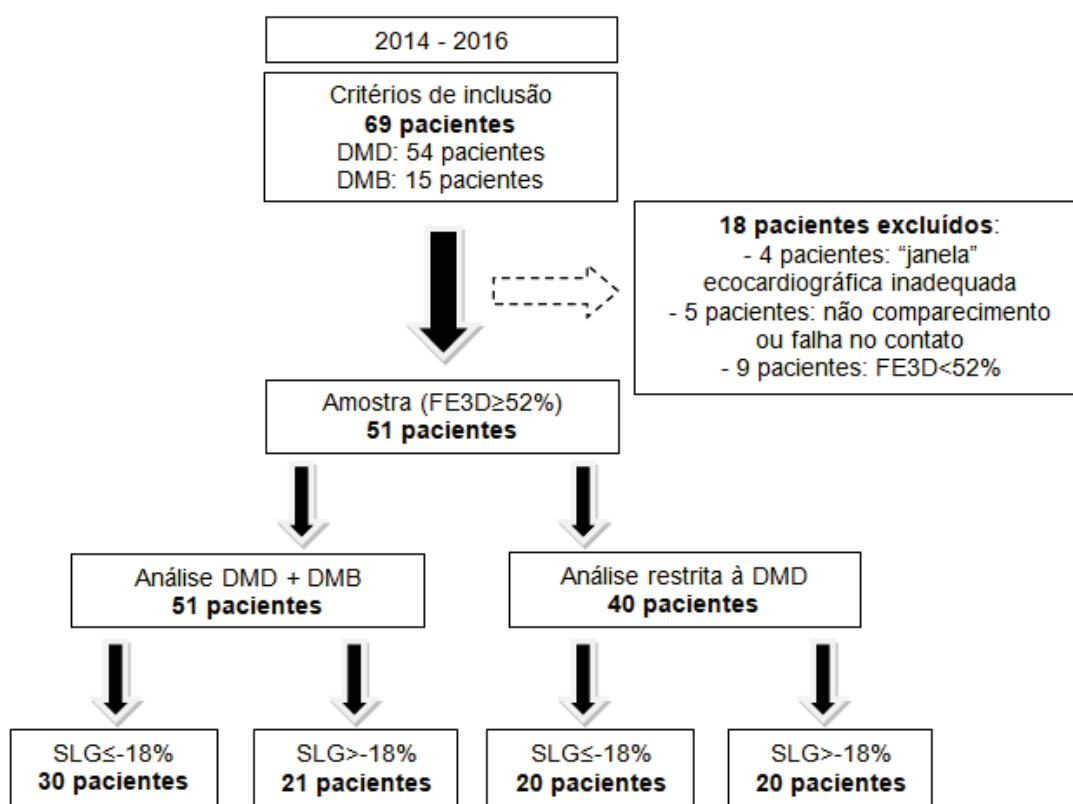 2014 - 2016
Critérios de inclusão
69 pacientes
DMD: 54 pacientes
DMB: 15 pacientes
18 pacientes excluídos:
- 4 pacientes: “janela”
ecocardiográfica inadequada
- 5 pacientes: não comparecimento
ou falha no contato
- 9 pacientes: FE3D<52%
Amostra (FE3D≥52%)
51 pacientes
Análise DMD + DMB
51 pacientes
Análise restrita à DMD
40 pacientes
SLG≤-18%
30 pacientes
SLG>-18%
21 pacientes
SLG≤-18%
20 pacientes
SLG>-18%
20 pacientes